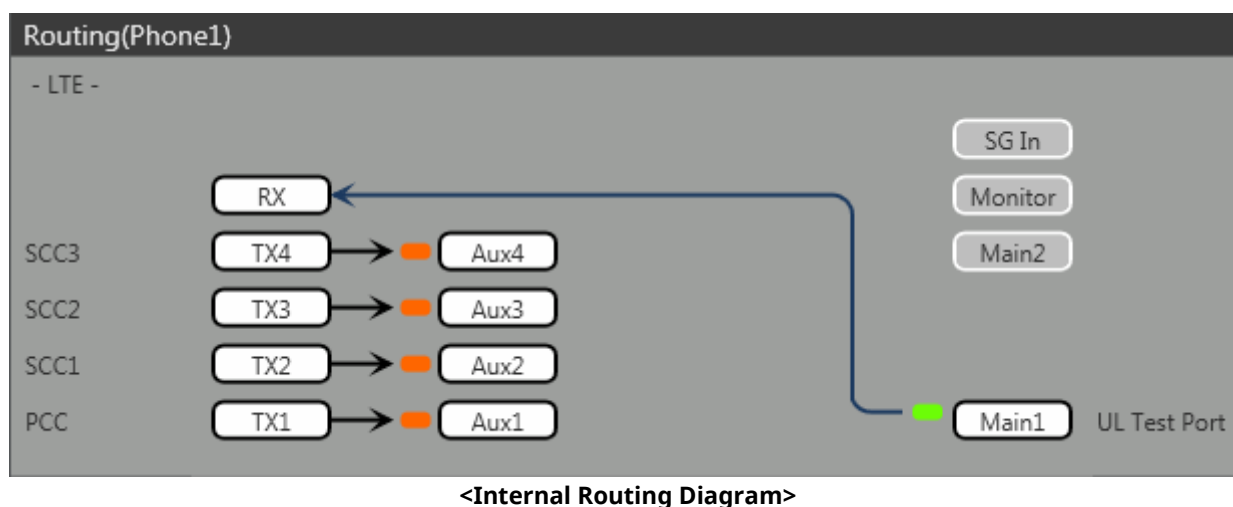 Routing(Phone1)
- LTE -
SG In
RX Monitor
SCC3 TX4 Aux4 Main2
SCC2 TX3 Aux3
SCC1 TX2 Aux2
PCC TX1 Aux1 Main1 UL Test Port
<Internal Routing Diagram>